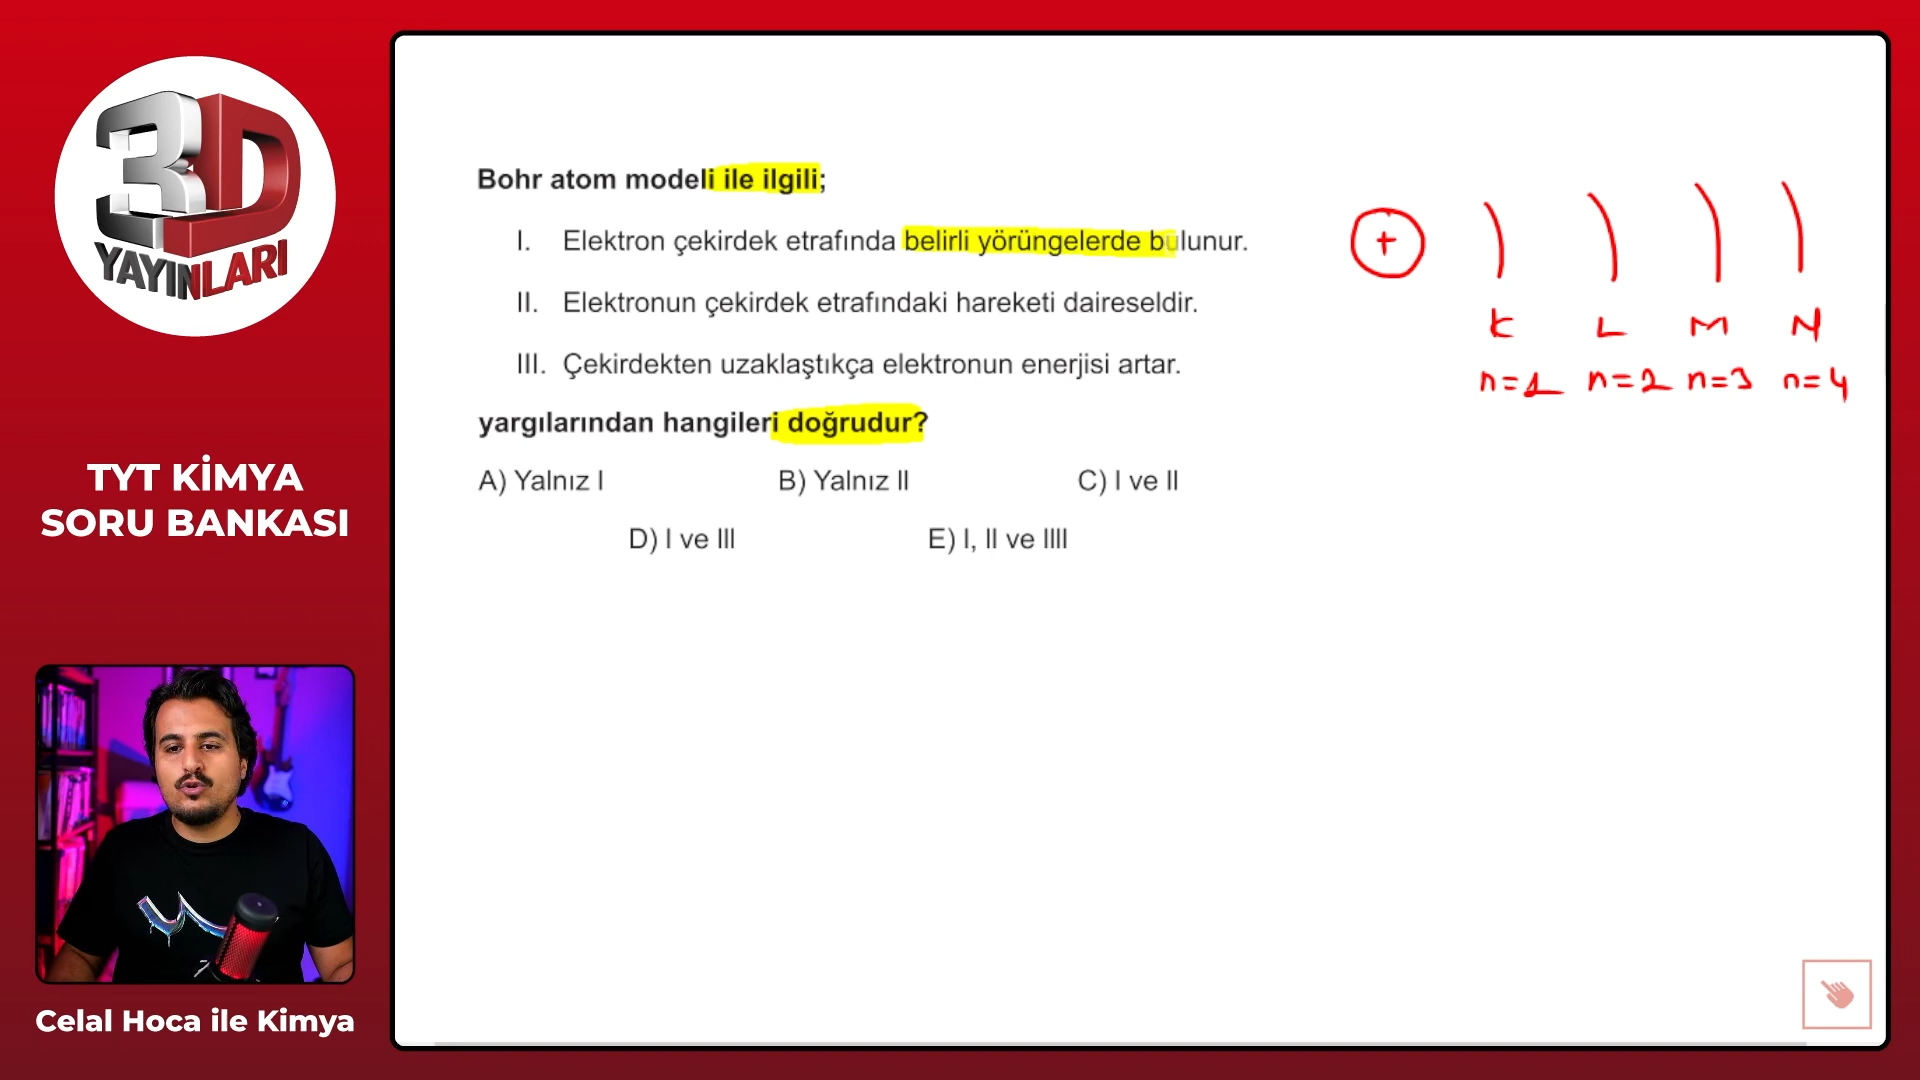 3D
YAYINLARI
TYT KİMYA
SORU BANKASI
Celal Hoca ile Kimya
Bohr atom modeli ile ilgili;
I. Elektron çekirdek etrafında belirli yörüngelerde bulunur.
II. Elektronun çekirdek etrafındaki hareketi daireseldir.
III. Çekirdekten uzaklaştıkça elektronun enerjisi artar.
yargılarından hangileri doğrudur?
A) Yalnız I B) Yalnız II C) I ve II
D) I ve III E) I, II ve IIII
+
K L M N
n=1 n=2 n=3 n=4